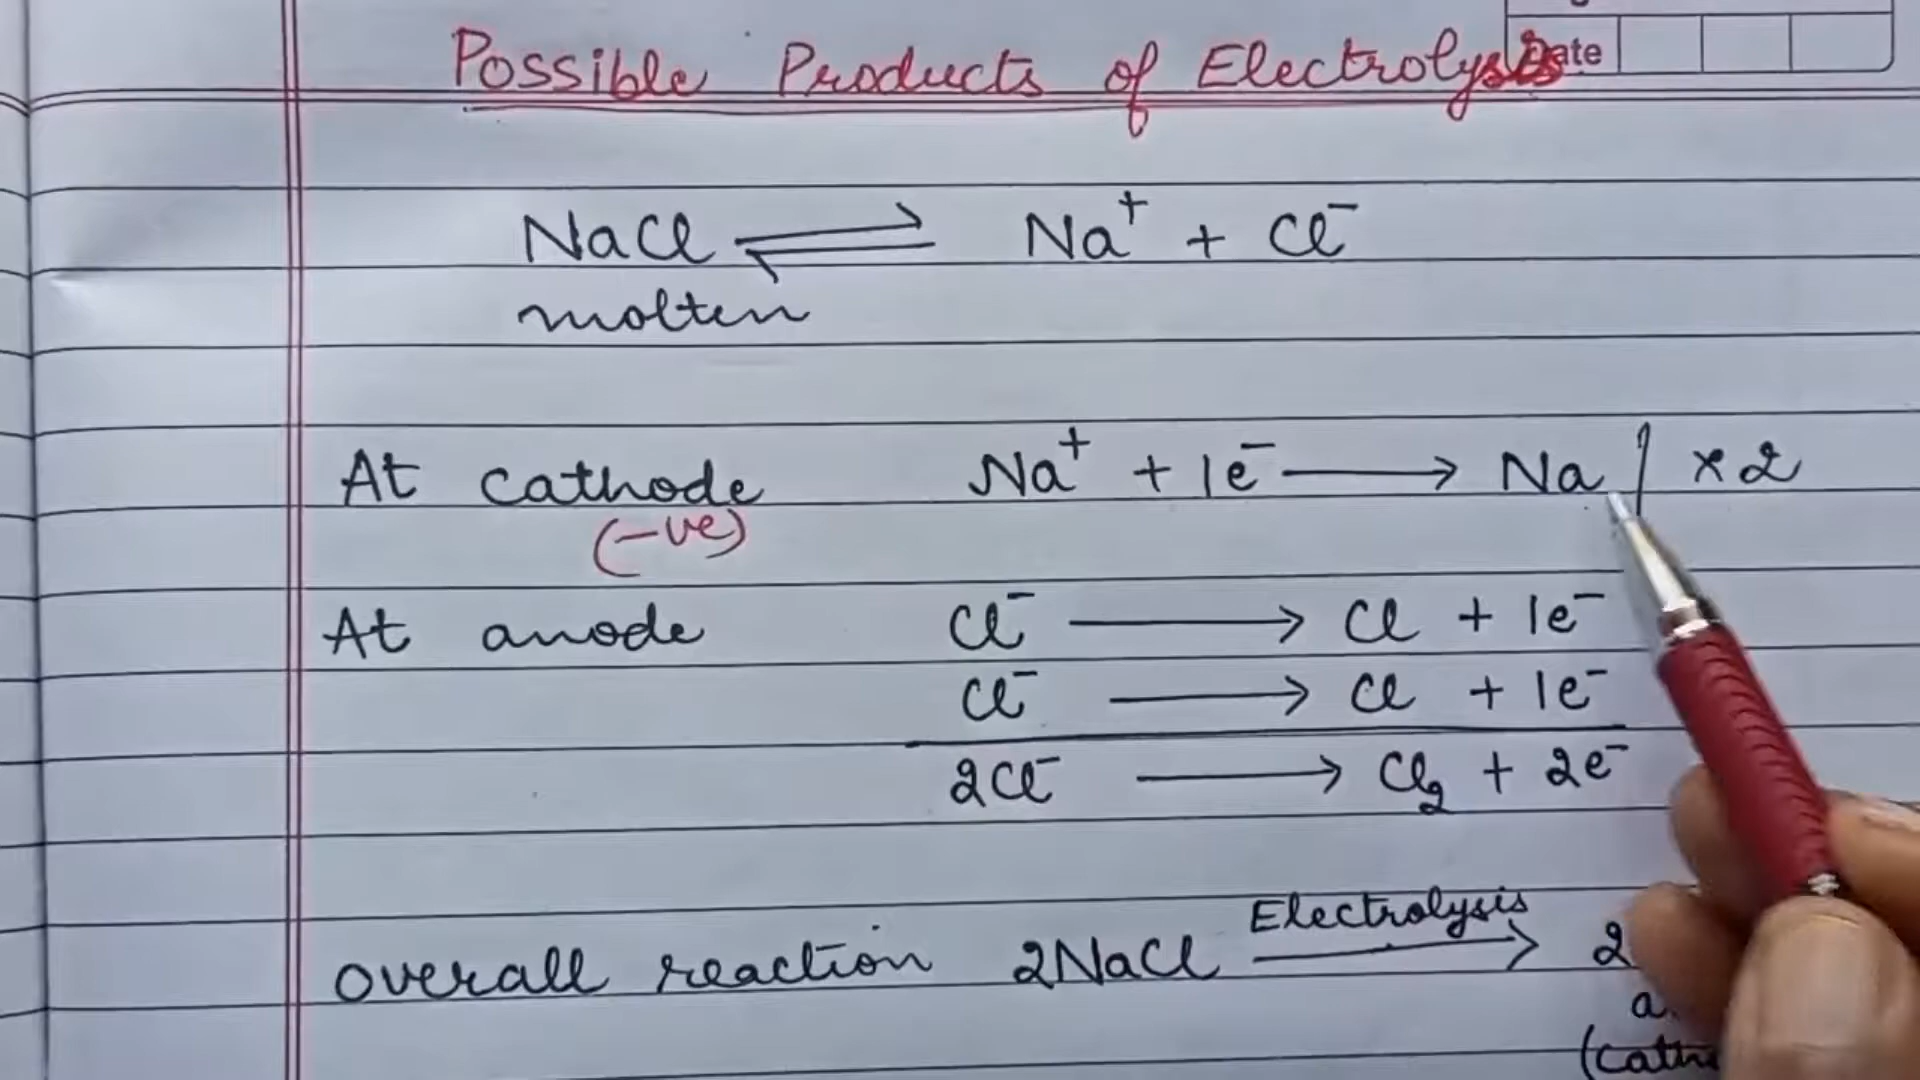 Possible Products of Electrolysis
Date
NaCl ⇌ Na⁺ + Cl⁻
molten
At cathode Na⁺ + 1e⁻ → Na | × 2
(-ve)
At anode Cl⁻ → Cl + 1e⁻
Cl⁻ → Cl + 1e⁻
2Cl⁻ → Cl₂ + 2e⁻
Electrolysis
overall reaction 2NaCl → 2